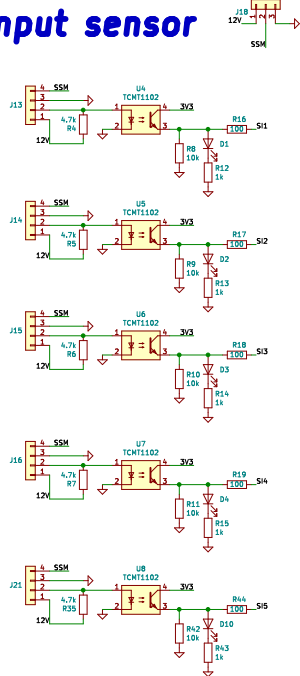 nput sensor
J18
12V
1 2 3
SSM
U4
TCMT1102
J13
4 SSM
3
2
1
12V
4.7k
R4
1 4 3V3
2 3
R16
100 SI1
R8
10k
D1
R12
1k
U5
TCMT1102
J14
4 SSM
3
2
1
12V
4.7k
R5
1 4 3V3
2 3
R17
100 SI2
R9
10k
D2
R13
1k
U6
TCMT1102
J15
4 SSM
3
2
1
12V
4.7k
R6
1 4 3V3
2 3
R18
100 SI3
R10
10k
D3
R14
1k
U7
TCMT1102
J16
4 SSM
3
2
1
12V
4.7k
R7
1 4 3V3
2 3
R19
100 SI4
R11
10k
D4
R15
1k
U8
TCMT1102
J21
4 SSM
3
2
1
12V
4.7k
R35
1 4 3V3
2 3
R44
100 SI5
R42
10k
D10
R43
1k